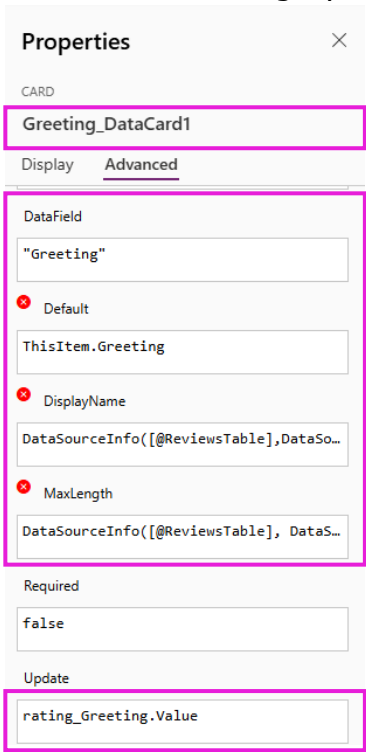 Properties
CARD
Greeting_DataCard1
Display Advanced
DataField
"Greeting"
Default
ThisItem.Greeting
DisplayName
DataSourceInfo([@ReviewsTable],DataSo…
MaxLength
DataSourceInfo([@ReviewsTable], DataS…
Required
false
Update
rating_Greeting.Value